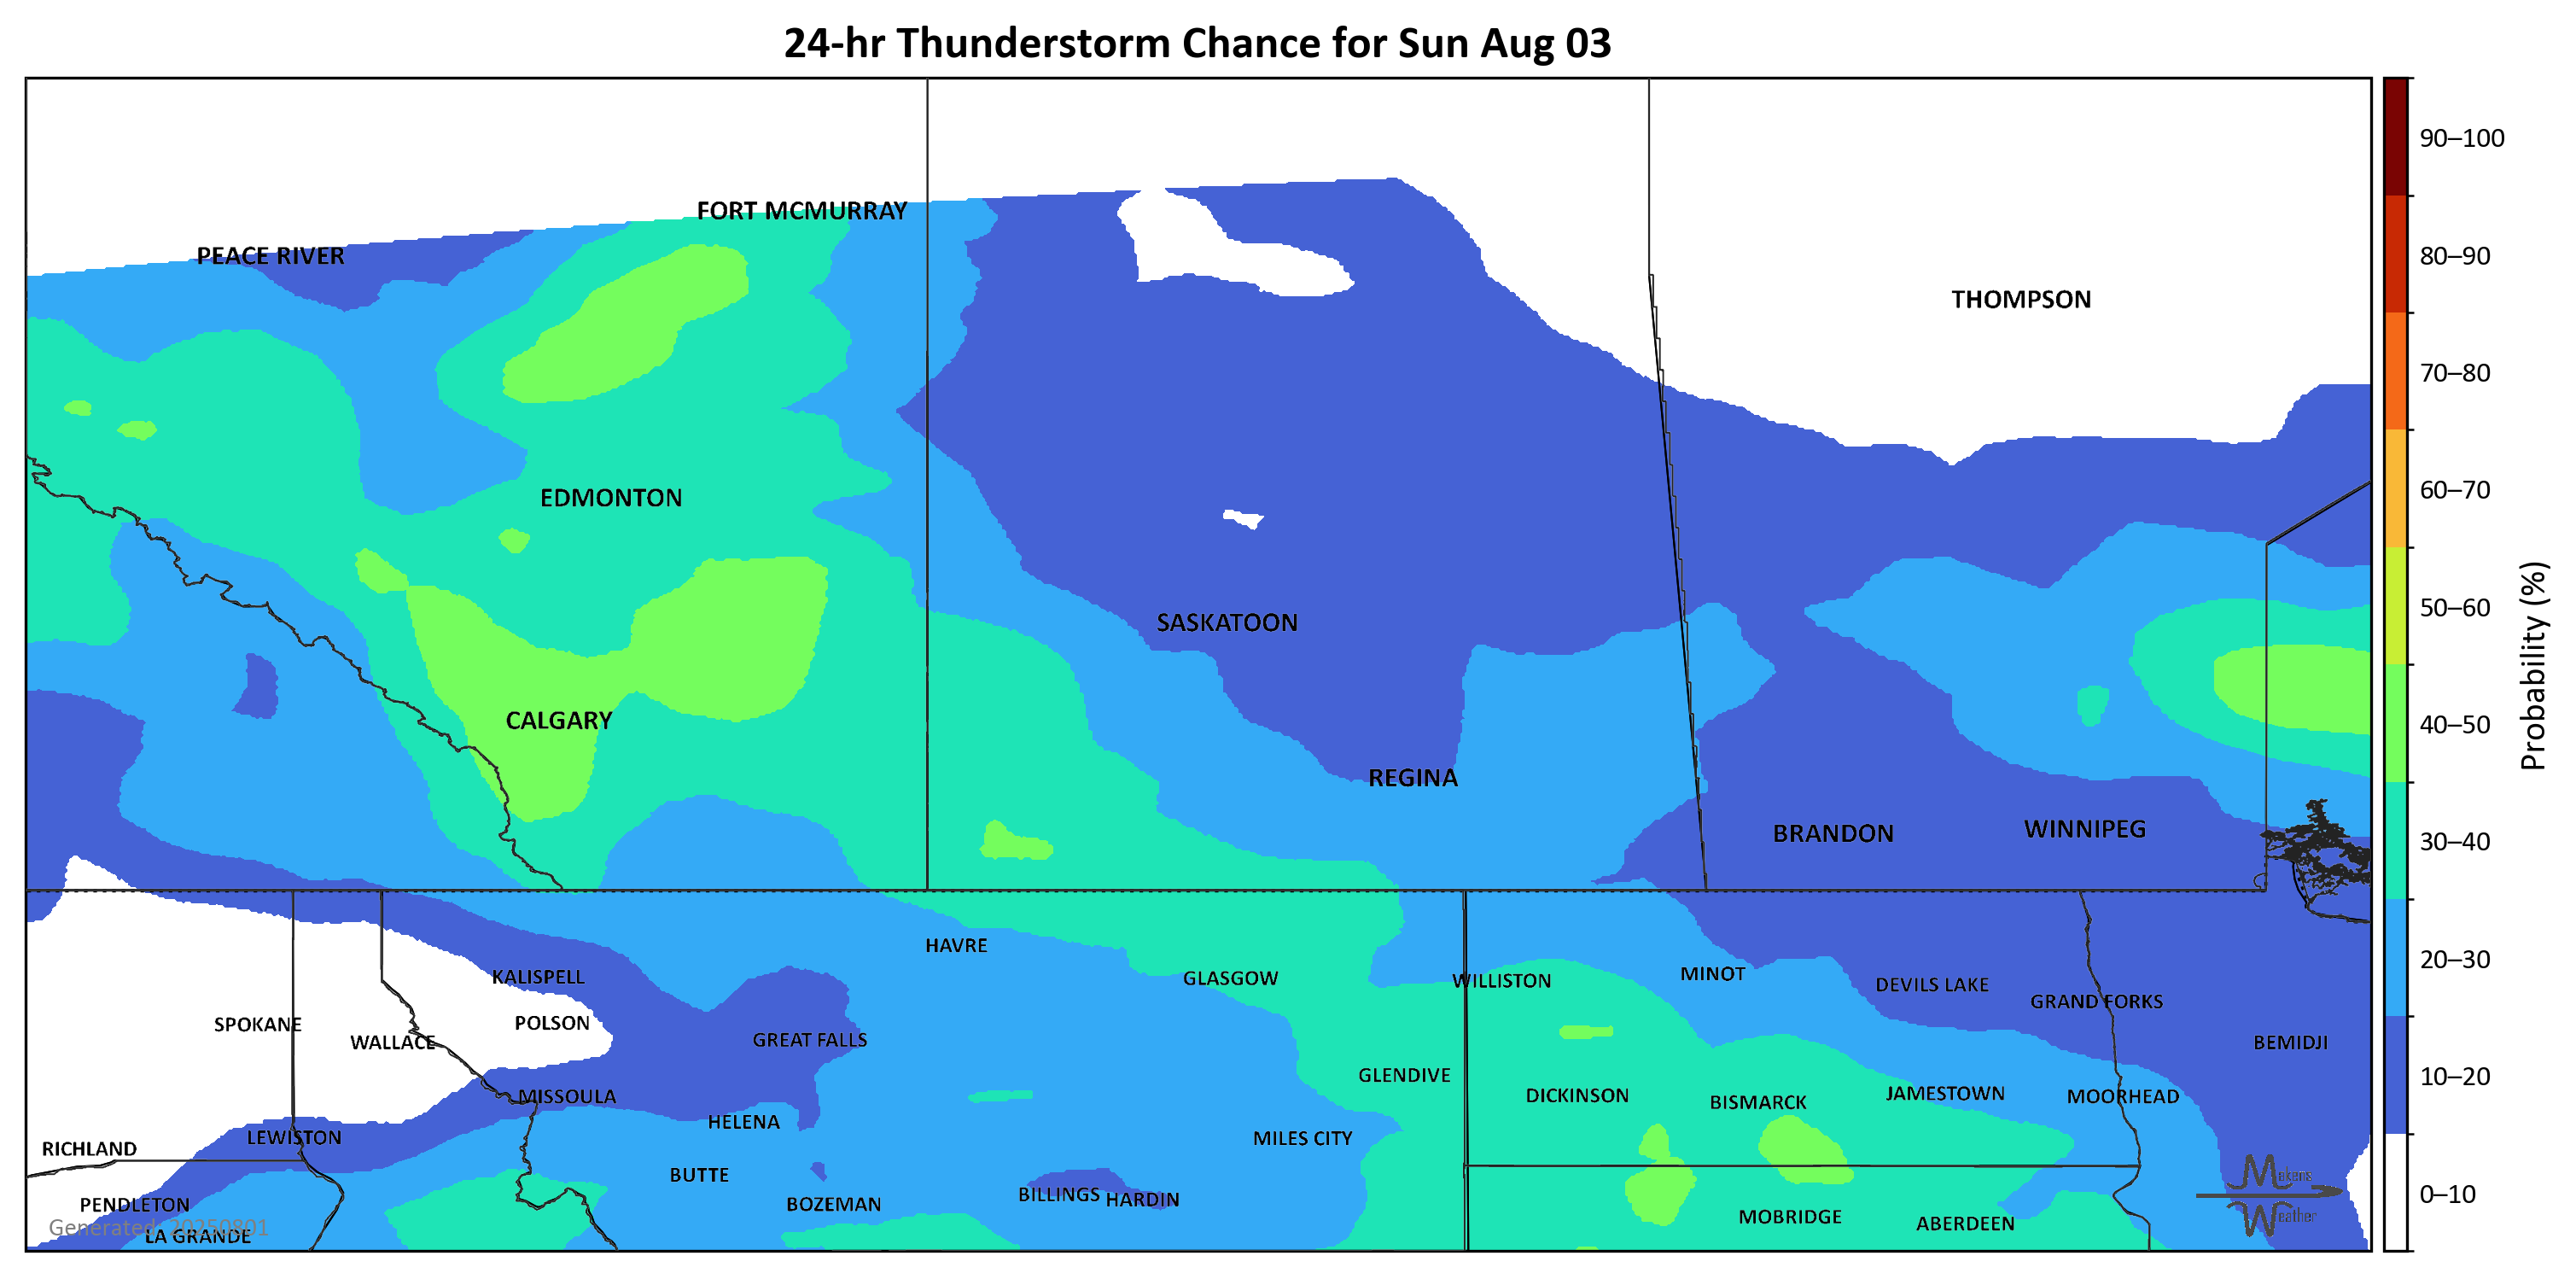 24-hr Thunderstorm Chance for Sun Aug 03
90–100
FORT MCMURRAY
PEACE RIVER
80–90
THOMPSON
70–80
60–70
EDMONTON
50–60
SASKATOON
Probability (%)
CALGARY
40–50
REGINA
BRANDON
WINNIPEG
30–40
HAVRE
20–30
KALISPELL
GLASGOW
WILLISTON
MINOT
DEVILS LAKE
GRAND FORKS
SPOKANE
POLSON
WALLACE
GREAT FALLS
BEMIDJI
GLENDIVE
10–20
MISSOULA
DICKINSON
BISMARCK
JAMESTOWN
MOORHEAD
HELENA
LEWISTON
MILES CITY
RICHLAND
BUTTE
Mekens
Weather
0–10
PENDLETON
BOZEMAN
BILLINGS
HARDIN
MOBRIDGE
ABERDEEN
Generated: 20250801
LA GRANDE